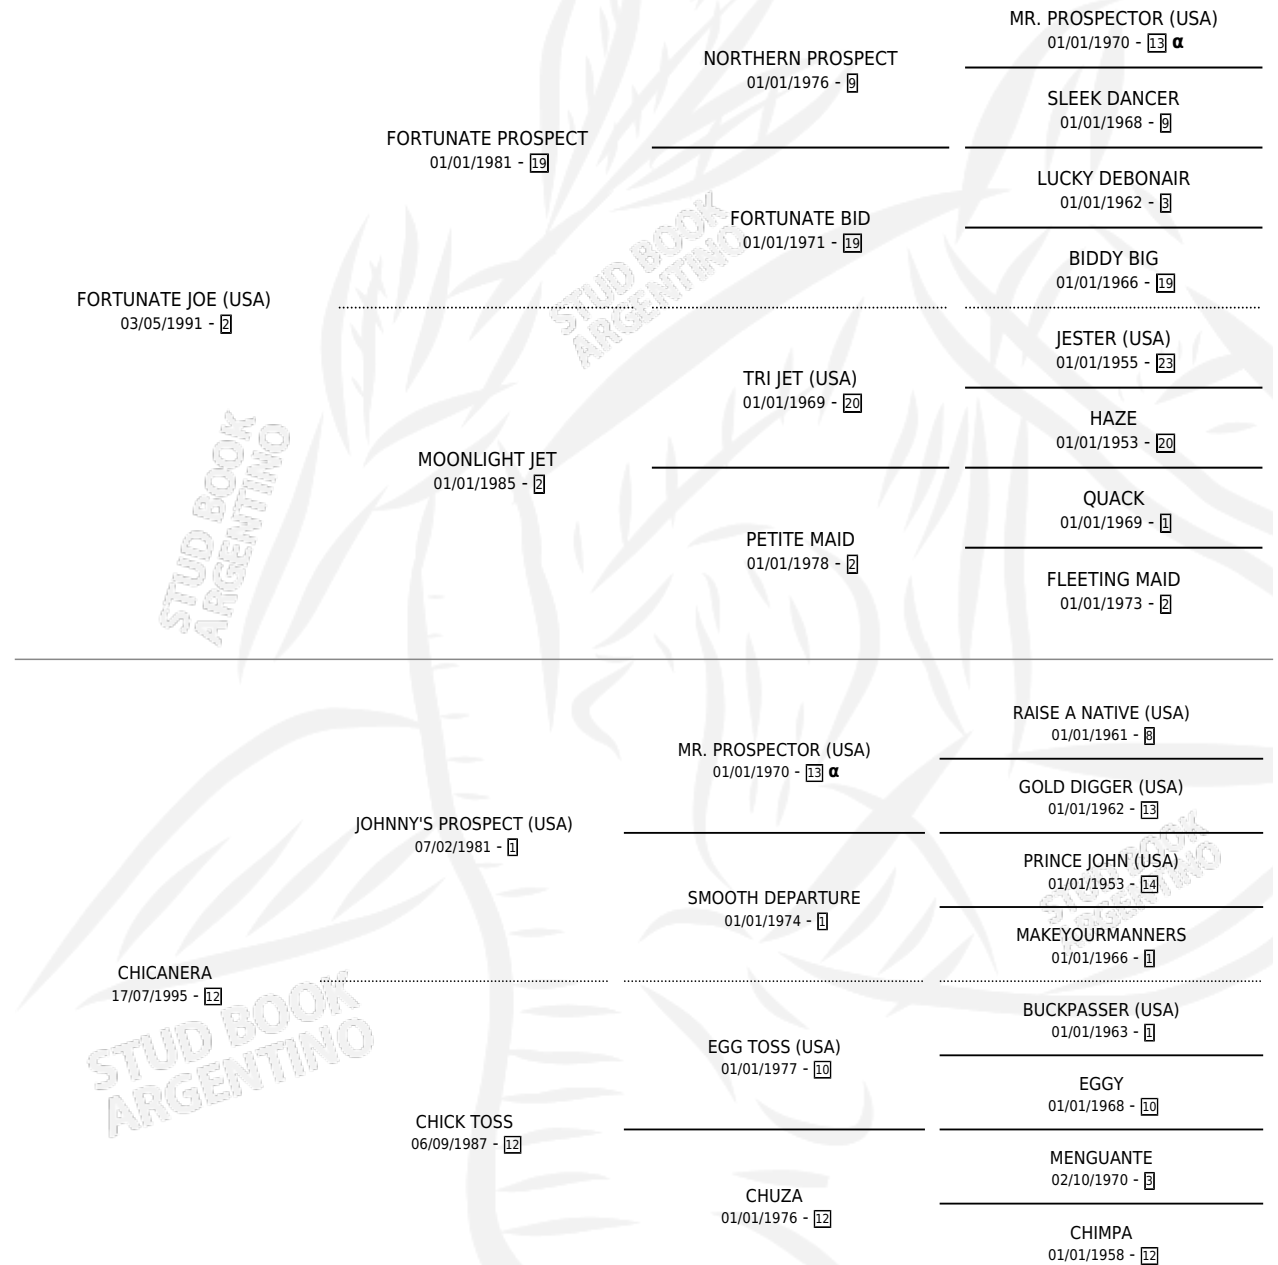 MR. PROSPECTOR (USA)
01/01/1970 - 13 α
NORTHERN PROSPECT
01/01/1976 - 9
SLEEK DANCER
01/01/1968 - 9
FORTUNATE PROSPECT
01/01/1981 - 19
LUCKY DEBONAIR
01/01/1962 - 3
FORTUNATE BID
01/01/1971 - 19
BIDDY BIG
01/01/1966 - 19
FORTUNATE JOE (USA)
03/05/1991 - 2
JESTER (USA)
01/01/1955 - 23
TRI JET (USA)
01/01/1969 - 20
HAZE
01/01/1953 - 20
MOONLIGHT JET
01/01/1985 - 2
QUACK
01/01/1969 - 1
PETITE MAID
01/01/1978 - 2
FLEETING MAID
01/01/1973 - 2
STUD BOOK
ARGENTINO
STUD BOOK
ARGENTINO
RAISE A NATIVE (USA)
01/01/1961 - 8
MR. PROSPECTOR (USA)
01/01/1970 - 13 α
GOLD DIGGER (USA)
01/01/1962 - 13
JOHNNY'S PROSPECT (USA)
07/02/1981 - 1
PRINCE JOHN (USA)
01/01/1953 - 14
SMOOTH DEPARTURE
01/01/1974 - 1
MAKEYOURMANNERS
01/01/1966 - 1
CHICANERA
17/07/1995 - 12
BUCKPASSER (USA)
01/01/1963 - 1
EGG TOSS (USA)
01/01/1977 - 10
EGGY
01/01/1968 - 10
CHICK TOSS
06/09/1987 - 12
MENGUANTE
02/10/1970 - 3
CHUZA
01/01/1976 - 12
CHIMPA
01/01/1958 - 12
STUD BOOK
ARGENTINO
STUD BOOK
ARGENTINO